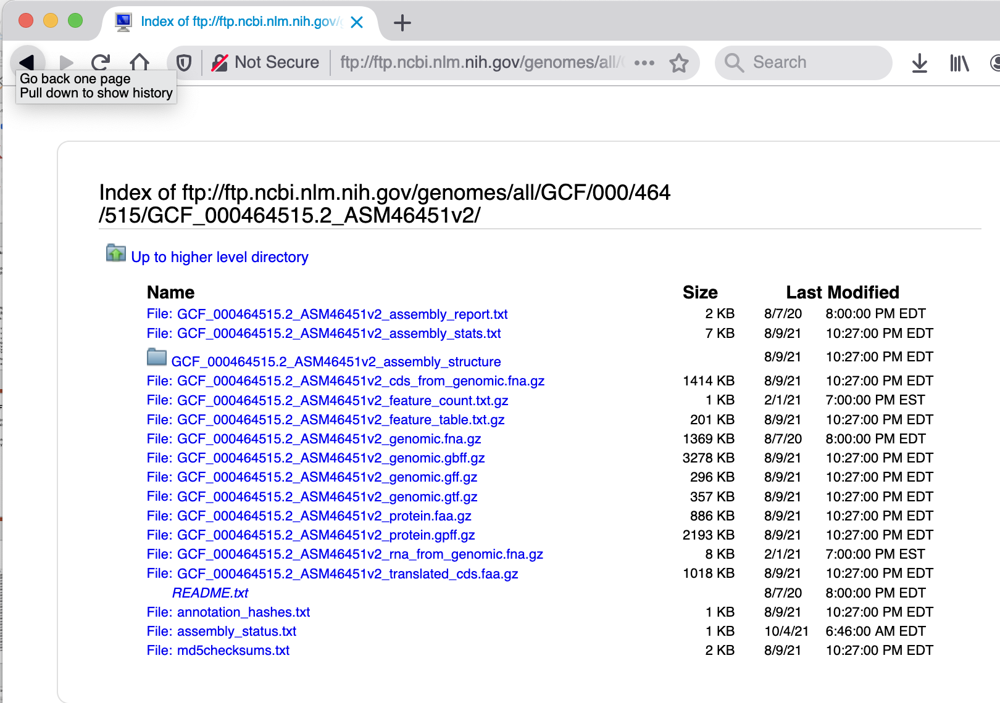 Index of ftp://ftp.ncbi.nlm.nih.gov/
Not Secure
ftp://ftp.ncbi.nlm.nih.gov/genomes/all/
Search
Go back one page
Pull down to show history
Index of ftp://ftp.ncbi.nlm.nih.gov/genomes/all/GCF/000/464
/515/GCF_000464515.2_ASM46451v2/
Up to higher level directory
Name Size Last Modified
File: GCF_000464515.2_ASM46451v2_assembly_report.txt 2 KB 8/7/20 8:00:00 PM EDT
File: GCF_000464515.2_ASM46451v2_assembly_stats.txt 7 KB 8/9/21 10:27:00 PM EDT
GCF_000464515.2_ASM46451v2_assembly_structure 8/9/21 10:27:00 PM EDT
File: GCF_000464515.2_ASM46451v2_cds_from_genomic.fna.gz 1414 KB 8/9/21 10:27:00 PM EDT
File: GCF_000464515.2_ASM46451v2_feature_count.txt.gz 1 KB 2/1/21 7:00:00 PM EST
File: GCF_000464515.2_ASM46451v2_feature_table.txt.gz 201 KB 8/9/21 10:27:00 PM EDT
File: GCF_000464515.2_ASM46451v2_genomic.fna.gz 1369 KB 8/7/20 8:00:00 PM EDT
File: GCF_000464515.2_ASM46451v2_genomic.gbff.gz 3278 KB 8/9/21 10:27:00 PM EDT
File: GCF_000464515.2_ASM46451v2_genomic.gff.gz 296 KB 8/9/21 10:27:00 PM EDT
File: GCF_000464515.2_ASM46451v2_genomic.gtf.gz 357 KB 8/9/21 10:27:00 PM EDT
File: GCF_000464515.2_ASM46451v2_protein.faa.gz 886 KB 8/9/21 10:27:00 PM EDT
File: GCF_000464515.2_ASM46451v2_protein.gpff.gz 2193 KB 8/9/21 10:27:00 PM EDT
File: GCF_000464515.2_ASM46451v2_rna_from_genomic.fna.gz 8 KB 2/1/21 7:00:00 PM EST
File: GCF_000464515.2_ASM46451v2_translated_cds.faa.gz 1018 KB 8/9/21 10:27:00 PM EDT
README.txt 8/7/20 8:00:00 PM EDT
File: annotation_hashes.txt 1 KB 8/9/21 10:27:00 PM EDT
File: assembly_status.txt 1 KB 10/4/21 6:46:00 AM EDT
File: md5checksums.txt 2 KB 8/9/21 10:27:00 PM EDT